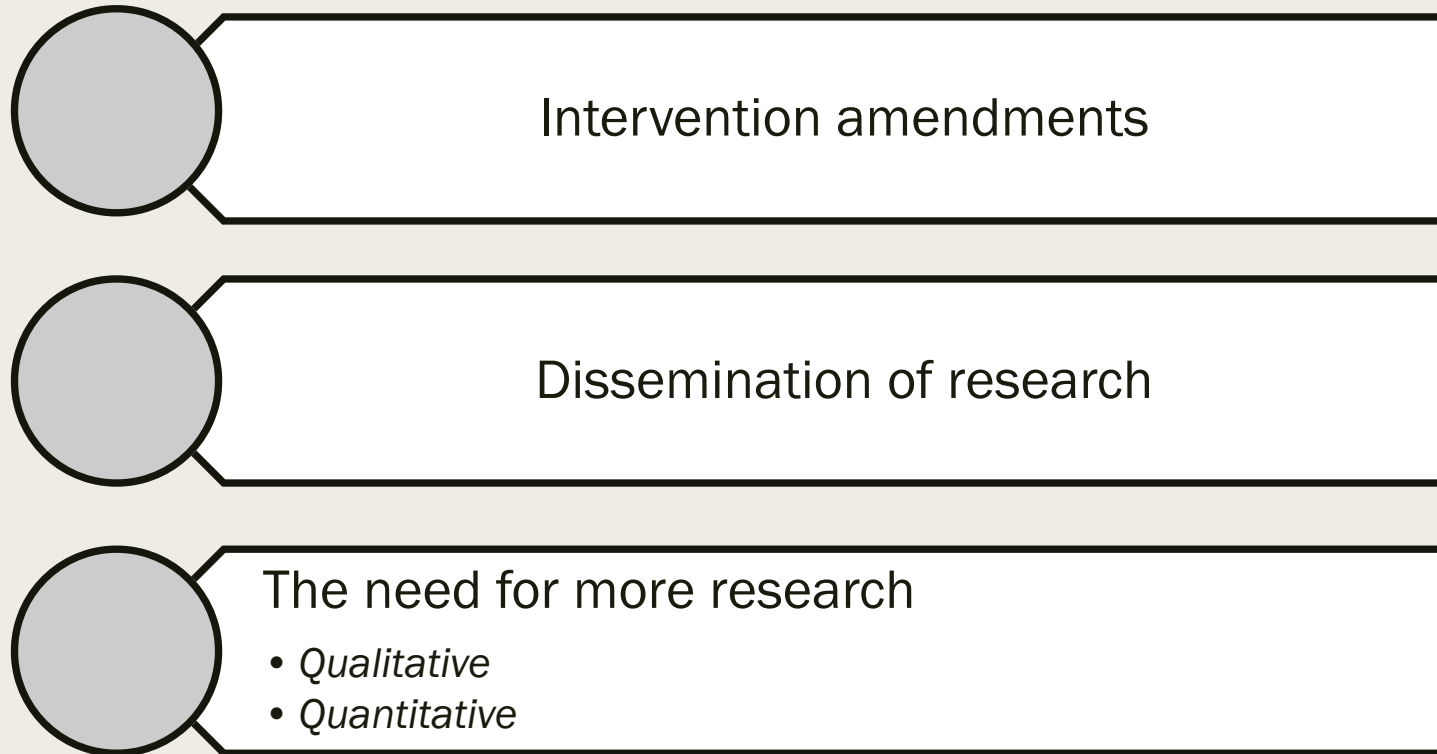 Intervention amendments
Dissemination of research
The need for more research
• Qualitative
• Quantitative